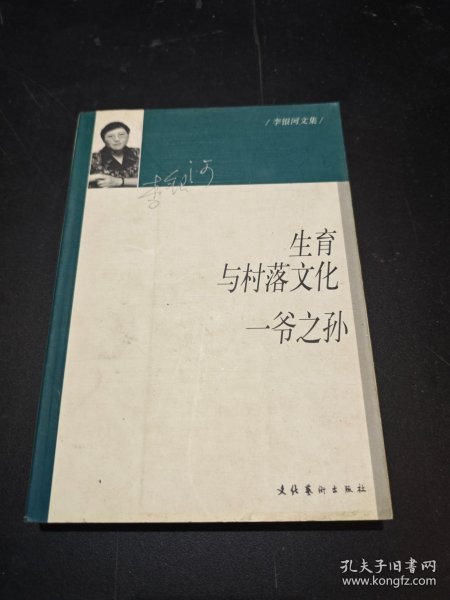 /李银河文集/
李银河
生育
与村落文化
一爷之孙
文化艺术出版社
孔夫子旧书网
www.kongfz.com